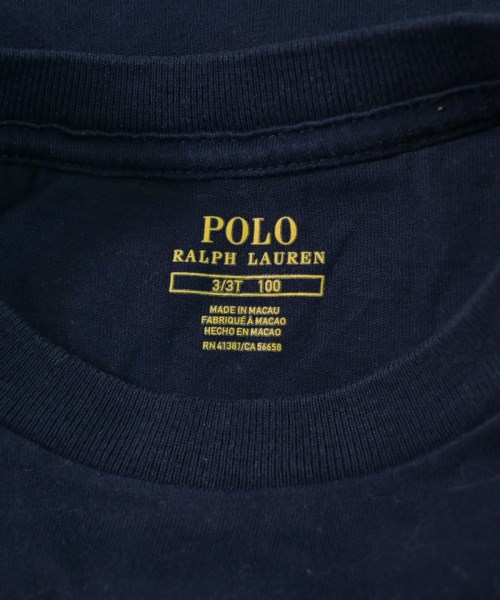 POLO
RALPH LAUREN
3/3T 100
MADE IN MACAU
FABRIQUÉ À MACAO
HECHO EN MACAO
RN 41381/CA 56658